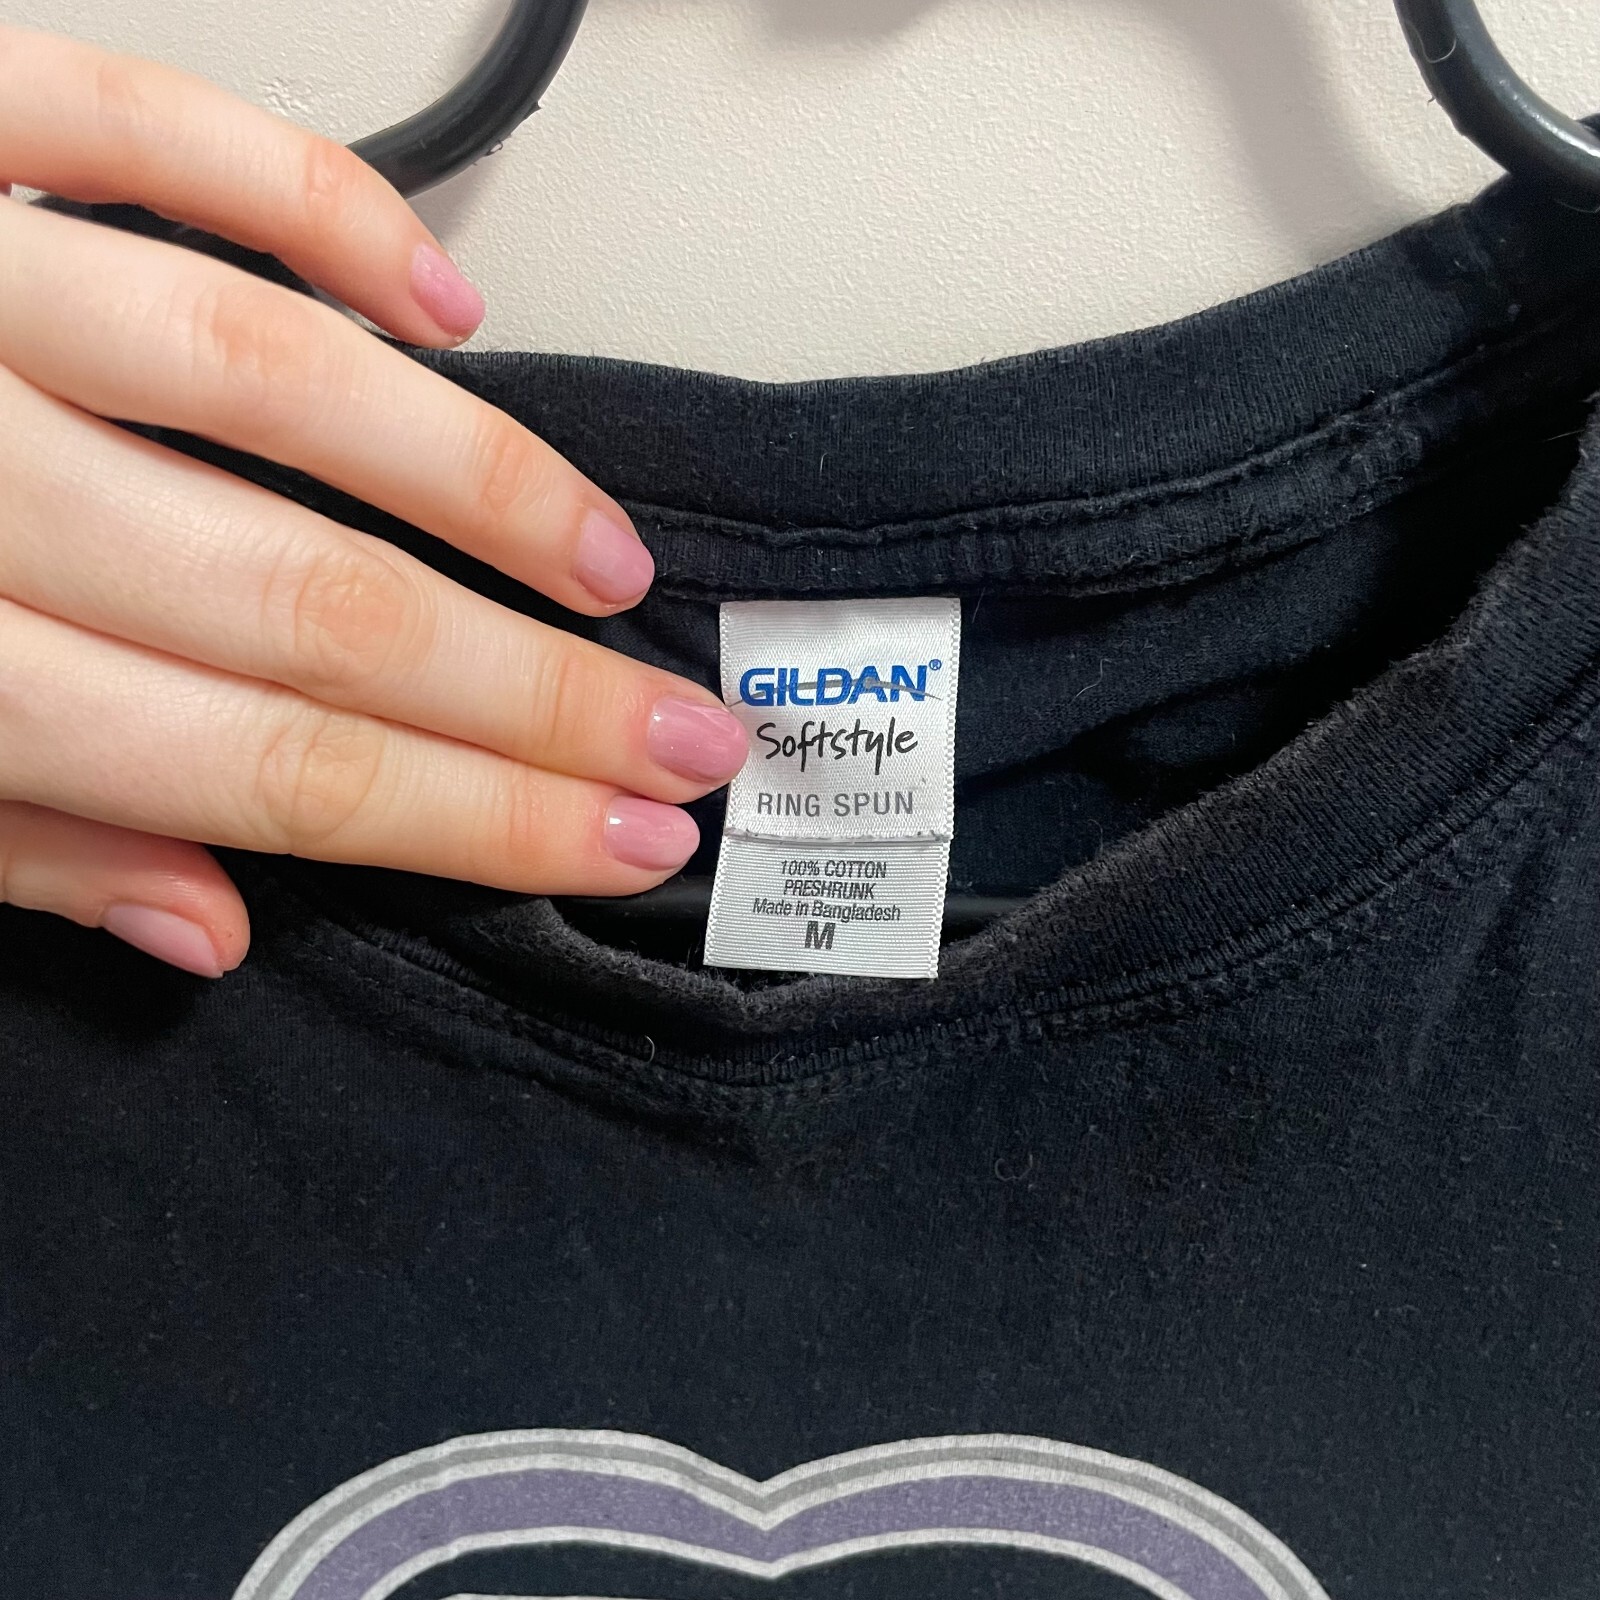 GILDAN®
Softstyle
RING SPUN
100% COTTON
PRESHRUNK
Made in Bangladesh
M